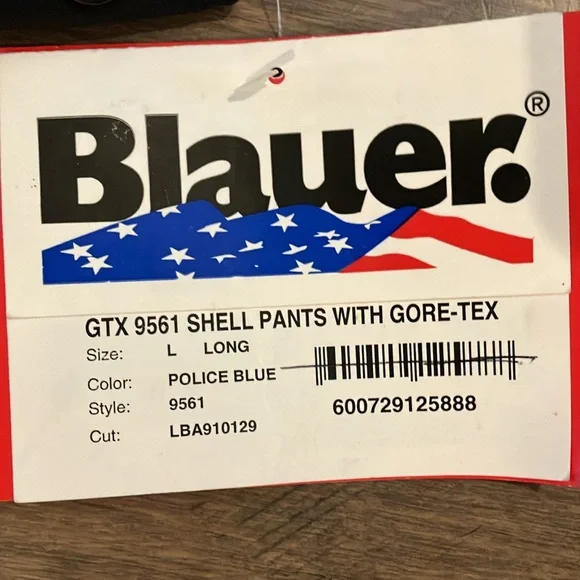 Blauer.®
GTX 9561 SHELL PANTS WITH GORE-TEX
Size: L LONG
Color: POLICE BLUE
Style: 9561
Cut: LBA910129
600729125888